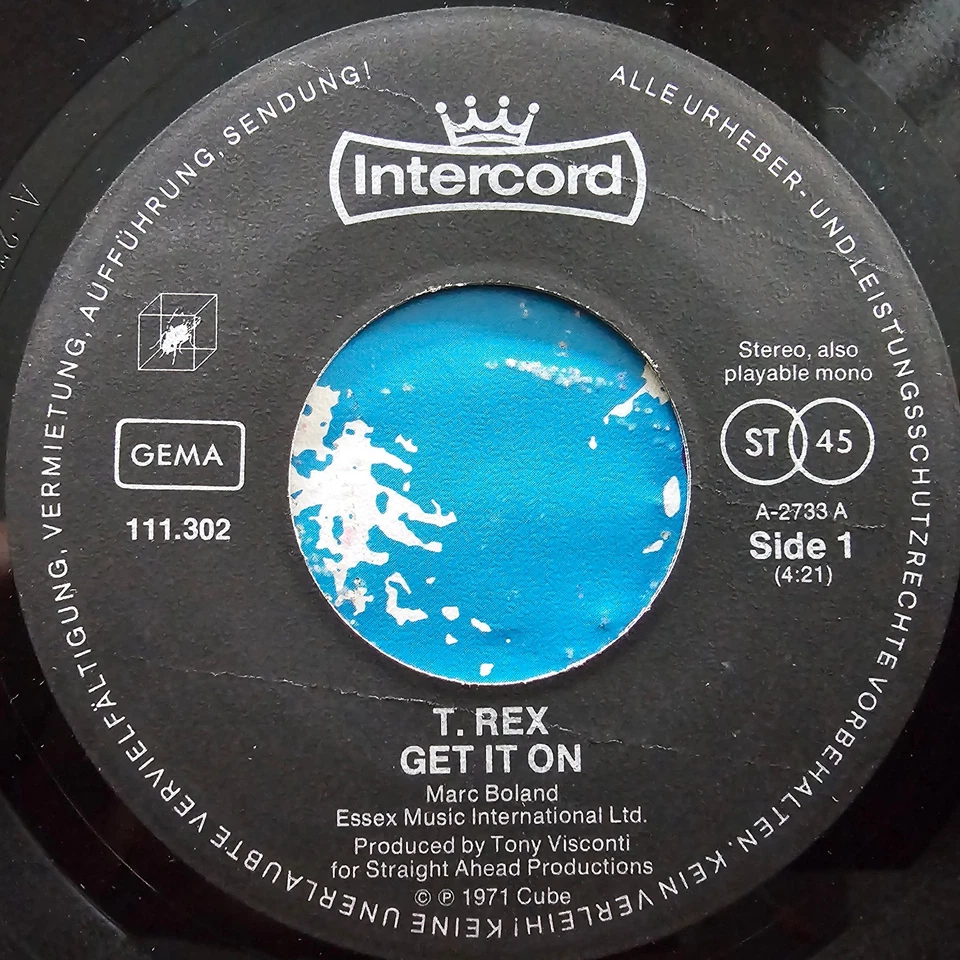 ALLE URHEBER- UND LEISTUNGSSCHUTZRECHTE VORBEHALTEN. KEIN VERLEIH! KEINE UNERLAUBTE VERVIELFÄLTIGUNG, VERMIETUNG, AUFFÜHRUNG, SENDUNG!
Intercord
Stereo, also
playable mono
GEMA
111.302
ST 45
A-2733 A
Side 1
(4:21)
T. REX
GET IT ON
Marc Boland
Essex Music International Ltd.
Produced by Tony Visconti
for Straight Ahead Productions
© ℗ 1971 Cube